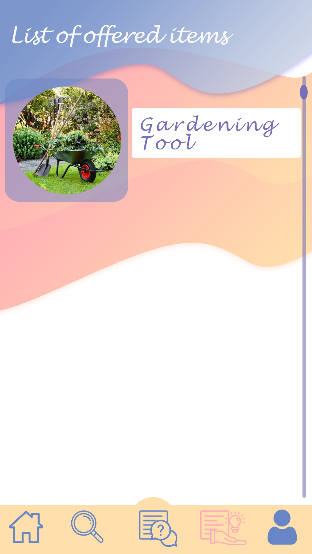 List of offered items
Gardening
Tool
?